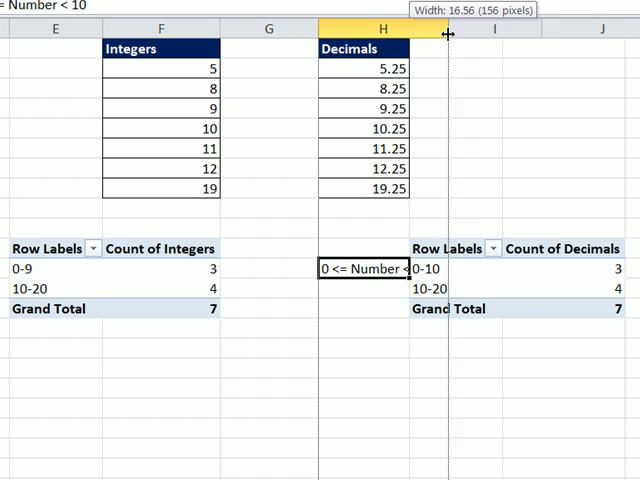 = Number < 10
Width: 16.56 (156 pixels)
E F G H I J
Integers Decimals
5 5.25
8 8.25
9 9.25
10 10.25
11 11.25
12 12.25
19 19.25
Row Labels Count of Integers Row Labels Count of Decimals
0-9 3 0 <= Number < 0-10 3
10-20 4 10-20 4
Grand Total 7 Grand Total 7